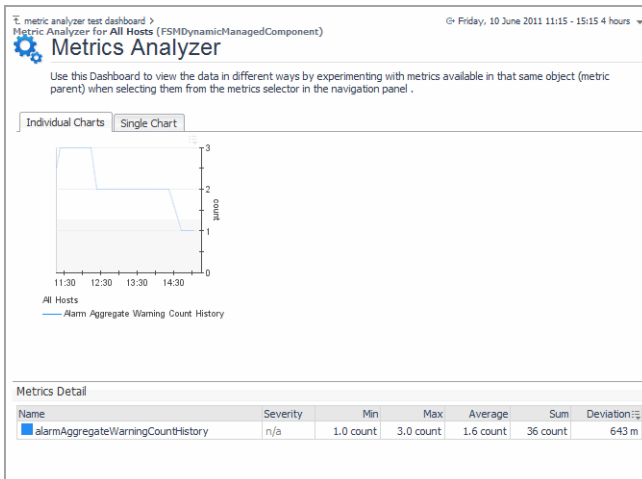 metric analyzer test dashboard >
Friday, 10 June 2011 11:15 - 15:15 4 hours
Metric Analyzer for All Hosts (FSMDynamicManagedComponent)
Metrics Analyzer
Use this Dashboard to view the data in different ways by experimenting with metrics available in that same object (metric
parent) when selecting them from the metrics selector in the navigation panel .
Individual Charts Single Chart
3
2
count
1
0
11:30 12:30 13:30 14:30
All Hosts
Alarm Aggregate Warning Count History
Metrics Detail
Name Severity Min Max Average Sum Deviation
alarmAggregateWarningCountHistory n/a 1.0 count 3.0 count 1.6 count 36 count 643 m